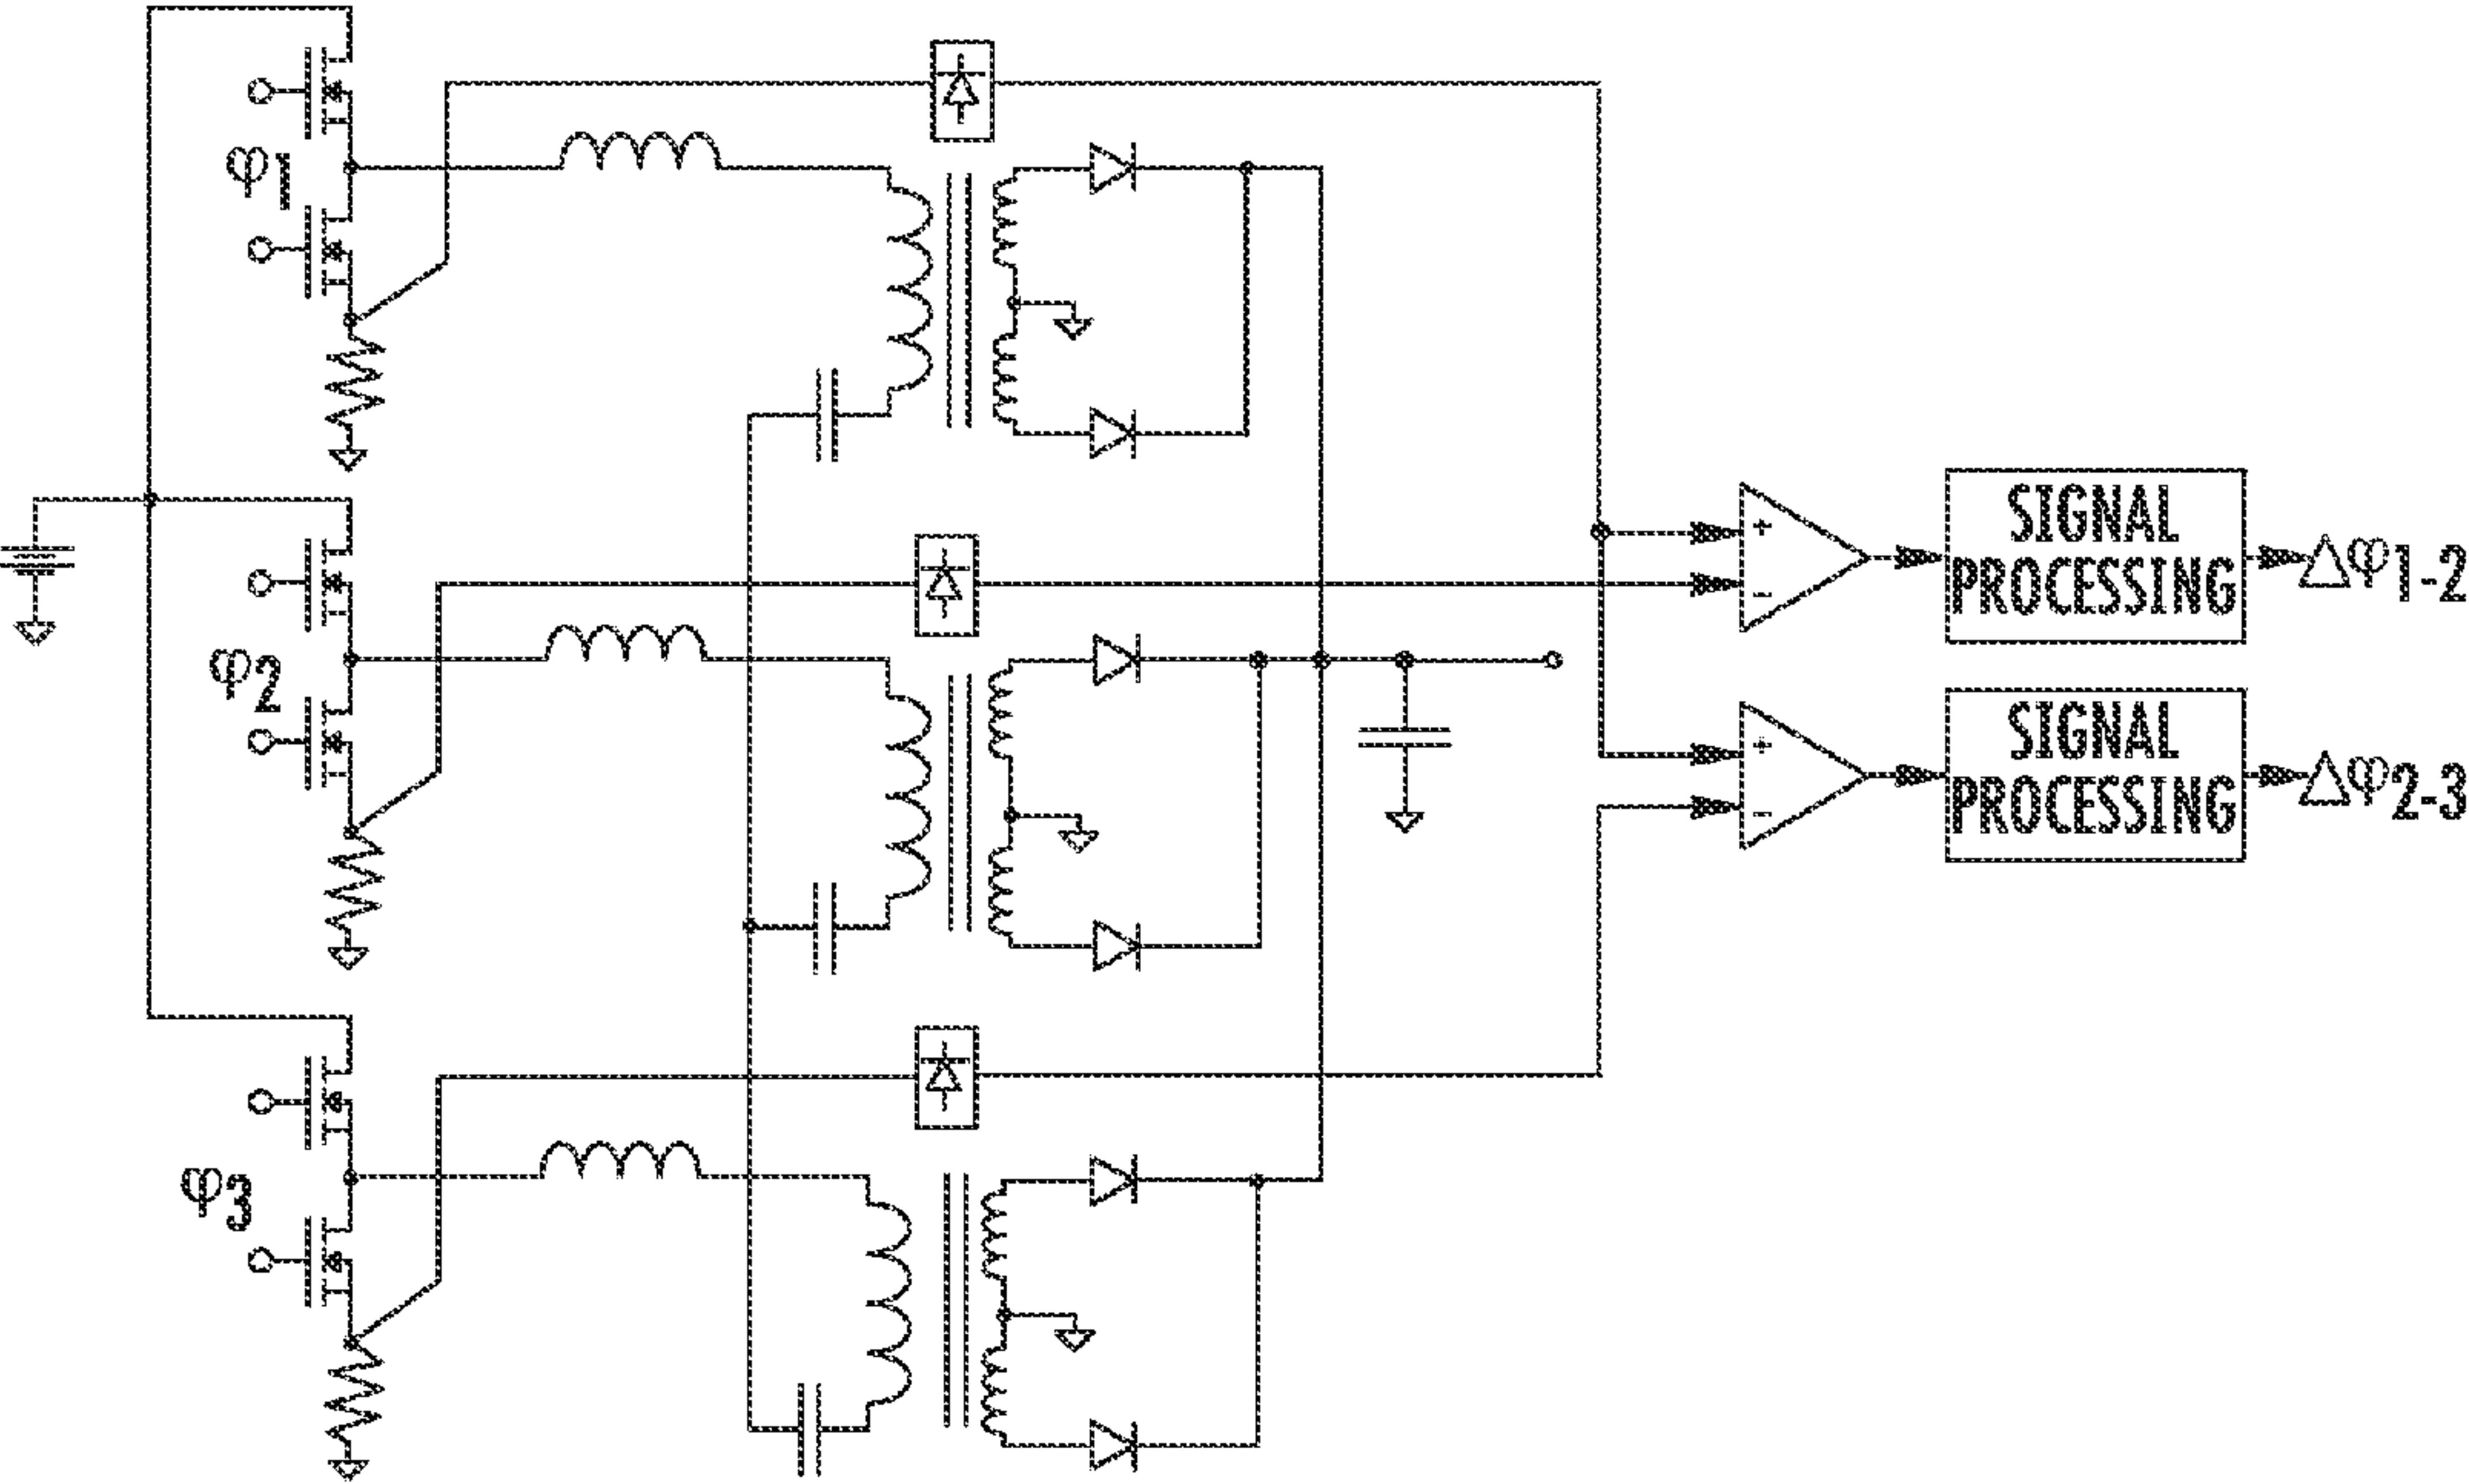 φ1
φ2
φ3
+
-
SIGNAL
PROCESSING
Δφ1-2
+
-
SIGNAL
PROCESSING
Δφ2-3